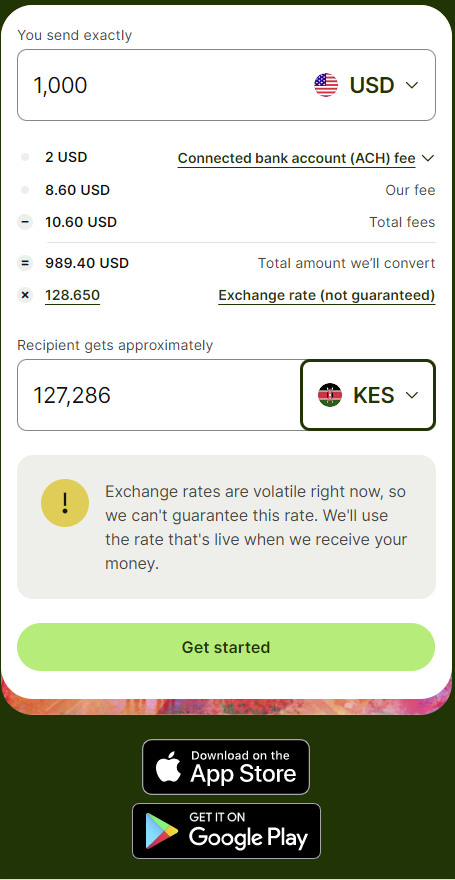 You send exactly
1,000 USD
2 USD Connected bank account (ACH) fee
8.60 USD Our fee
− 10.60 USD Total fees
= 989.40 USD Total amount we'll convert
× 128.650 Exchange rate (not guaranteed)
Recipient gets approximately
127,286 KES
! Exchange rates are volatile right now, so
we can't guarantee this rate. We'll use
the rate that's live when we receive your
money.
Get started
Download on the
App Store
GET IT ON
Google Play